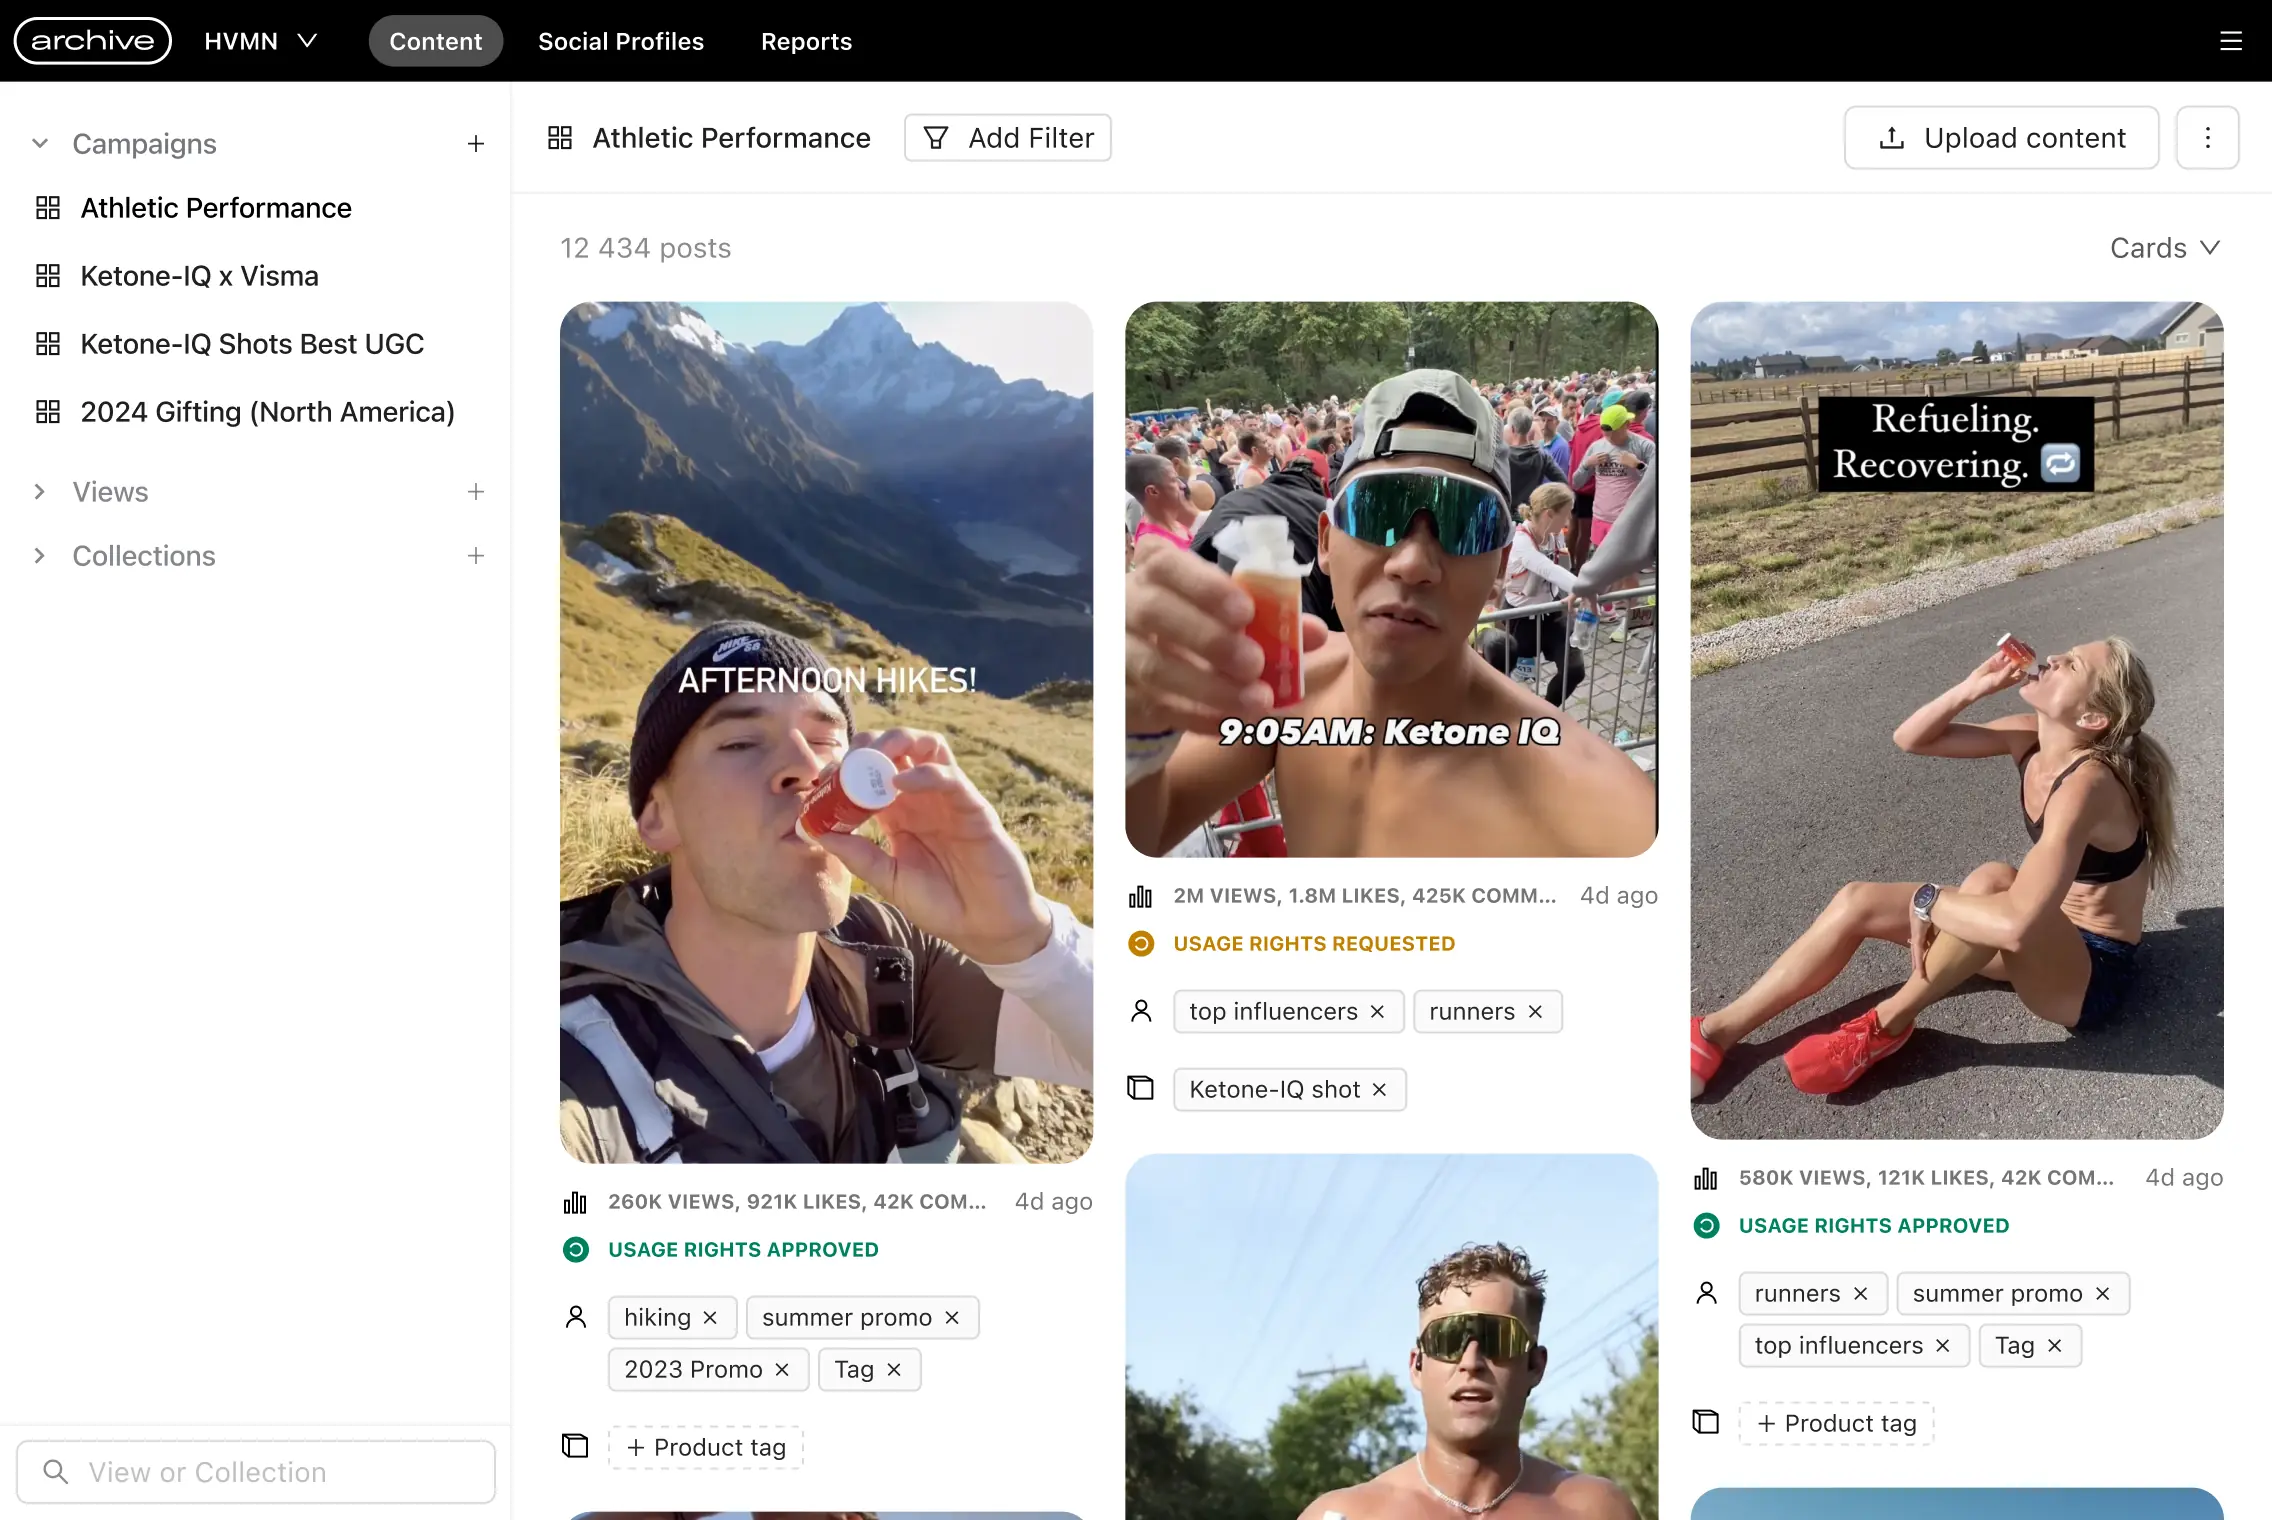 archive
HVMN
Content
Social Profiles
Reports
Campaigns
Athletic Performance
Ketone-IQ x Visma
Ketone-IQ Shots Best UGC
2024 Gifting (North America)
Views
Collections
View or Collection
Athletic Performance
Add Filter
Upload content
12 434 posts
Cards
NIKE SB
AFTERNOON HIKES!
Ketone-IQ
260K VIEWS, 921K LIKES, 42K COM...
4d ago
USAGE RIGHTS APPROVED
hiking
summer promo
2023 Promo
Tag
+ Product tag
9:05AM: Ketone IQ
2M VIEWS, 1.8M LIKES, 425K COMM...
4d ago
USAGE RIGHTS REQUESTED
top influencers
runners
Ketone-IQ shot
Refueling.
Recovering.
580K VIEWS, 121K LIKES, 42K COM...
4d ago
USAGE RIGHTS APPROVED
runners
summer promo
top influencers
Tag
+ Product tag